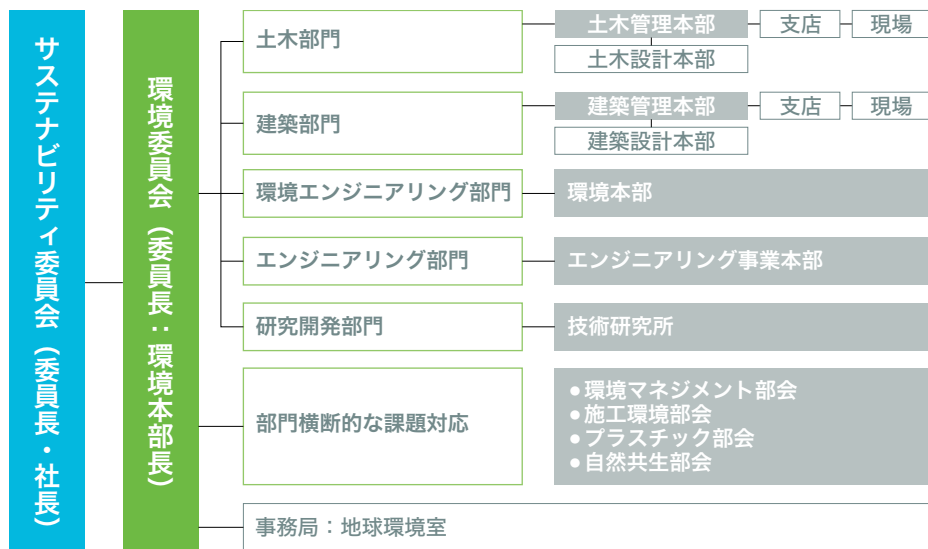 サステナビリティ委員会（委員長・社長）
環境委員会（委員長：環境本部長）
土木部門
土木管理本部
支店
現場
土木設計本部
建築部門
建築管理本部
支店
現場
建築設計本部
環境エンジニアリング部門
環境本部
エンジニアリング部門
エンジニアリング事業本部
研究開発部門
技術研究所
部門横断的な課題対応
●環境マネジメント部会
●施工環境部会
●プラスチック部会
●自然共生部会
事務局：地球環境室